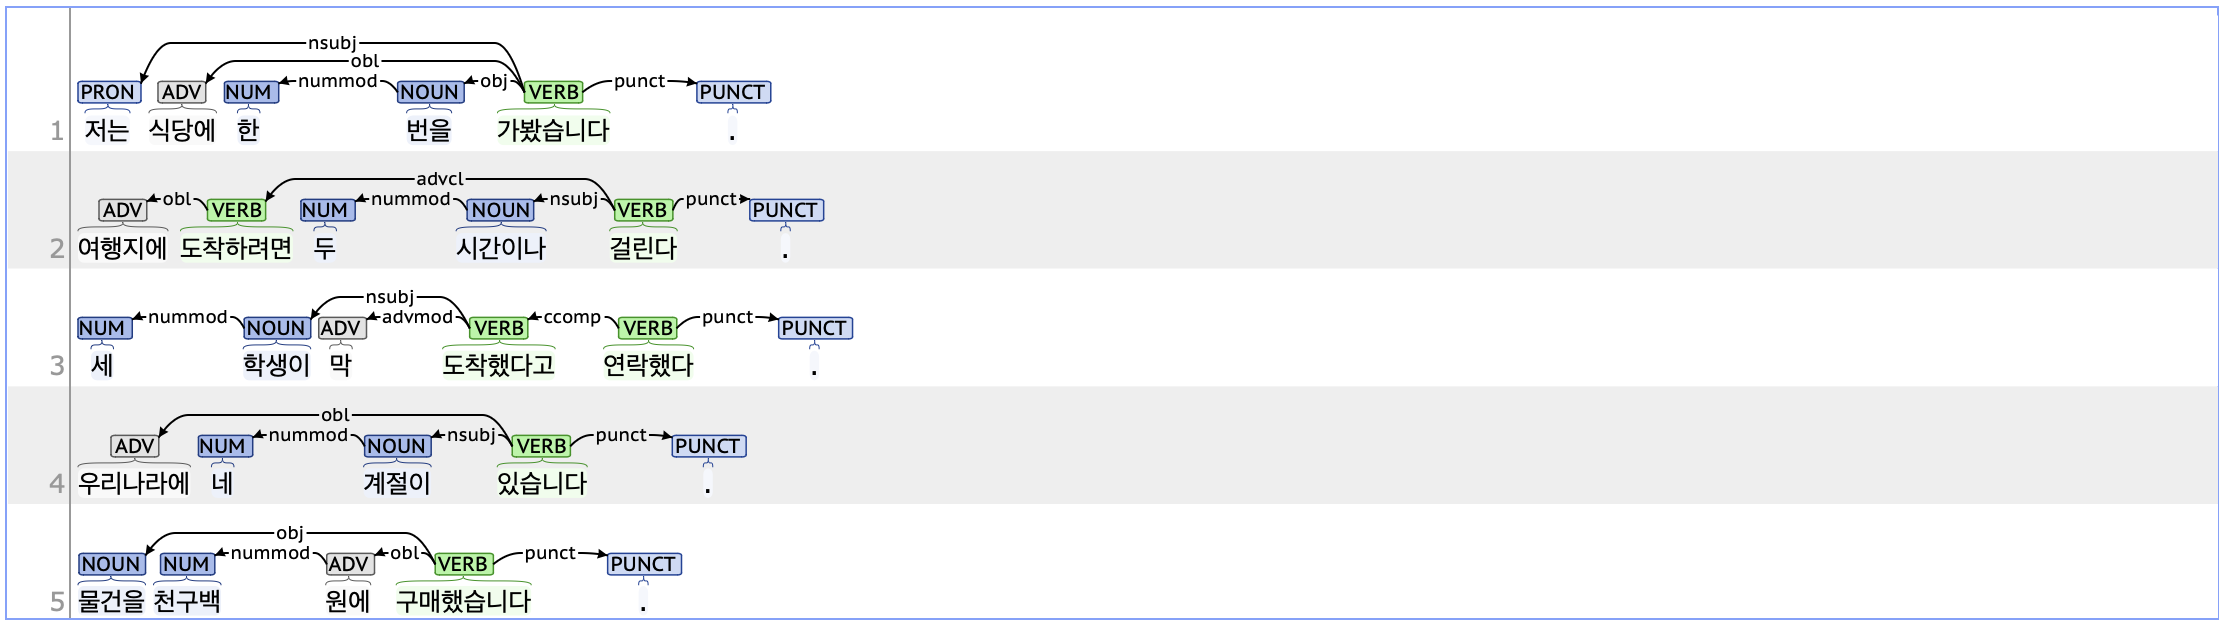 nsubj
obl
nummod obj punct
PRON ADV NUM NOUN VERB PUNCT
1 저는 식당에 한 번을 가봤습니다 .
advcl
obl nummod nsubj punct
ADV VERB NUM NOUN VERB PUNCT
2 여행지에 도착하려면 두 시간이나 걸린다 .
nsubj
nummod advmod ccomp punct
NUM NOUN ADV VERB VERB PUNCT
3 세 학생이 막 도착했다고 연락했다 .
obl
nummod nsubj punct
ADV NUM NOUN VERB PUNCT
4 우리나라에 네 계절이 있습니다 .
obj
nummod obl punct
NOUN NUM ADV VERB PUNCT
5 물건을 천구백 원에 구매했습니다 .